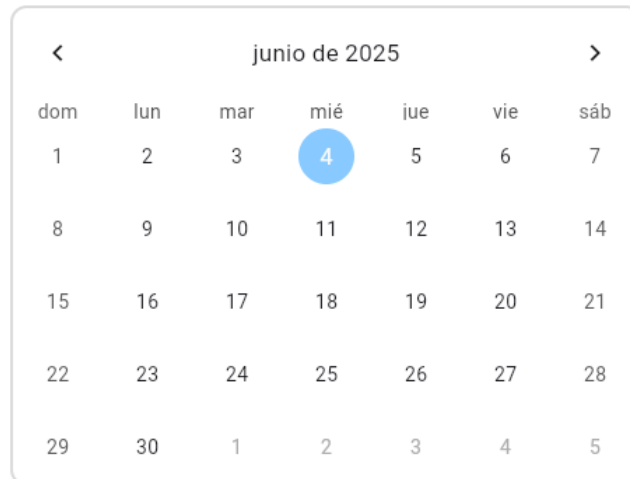 junio de 2025
dom lun mar mié jue vie sáb
1 2 3 4 5 6 7
8 9 10 11 12 13 14
15 16 17 18 19 20 21
22 23 24 25 26 27 28
29 30 1 2 3 4 5